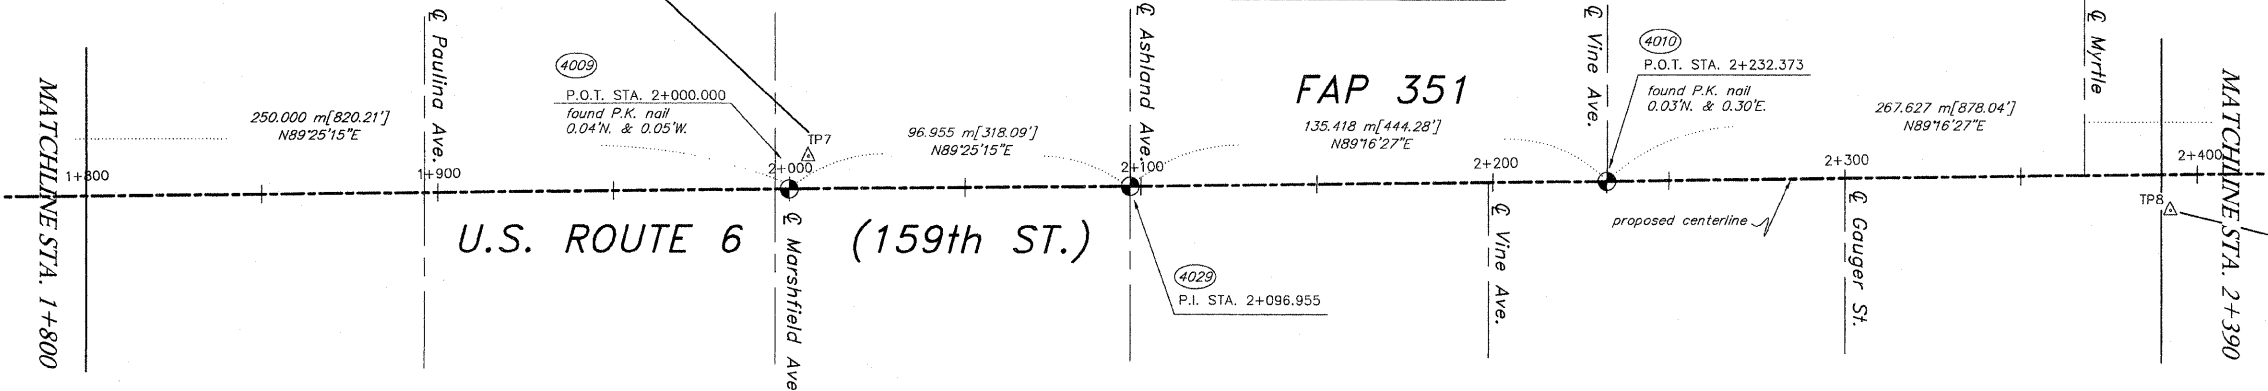 MATCHLINE STA. 1+800
1+800
250.000 m[820.21']
N89°25'15"E
℄ Paulina Ave.
1+900
4009
P.O.T. STA. 2+000.000
found P.K. nail
0.04'N. & 0.05'W.
TP7
2+000
℄ Marshfield Ave
U.S. ROUTE 6 (159th ST.)
96.955 m[318.09']
N89°25'15"E
℄ Ashland Ave.
2+100
4029
P.I. STA. 2+096.955
FAP 351
135.418 m[444.28']
N89°16'27"E
2+200
℄ Vine Ave.
℄ Vine Ave.
4010
P.O.T. STA. 2+232.373
found P.K. nail
0.03'N. & 0.30'E.
proposed centerline
267.627 m[878.04']
N89°16'27"E
2+300
℄ Gauger St.
℄ Myrtle
TP8
2+400
MATCHLINE STA. 2+390